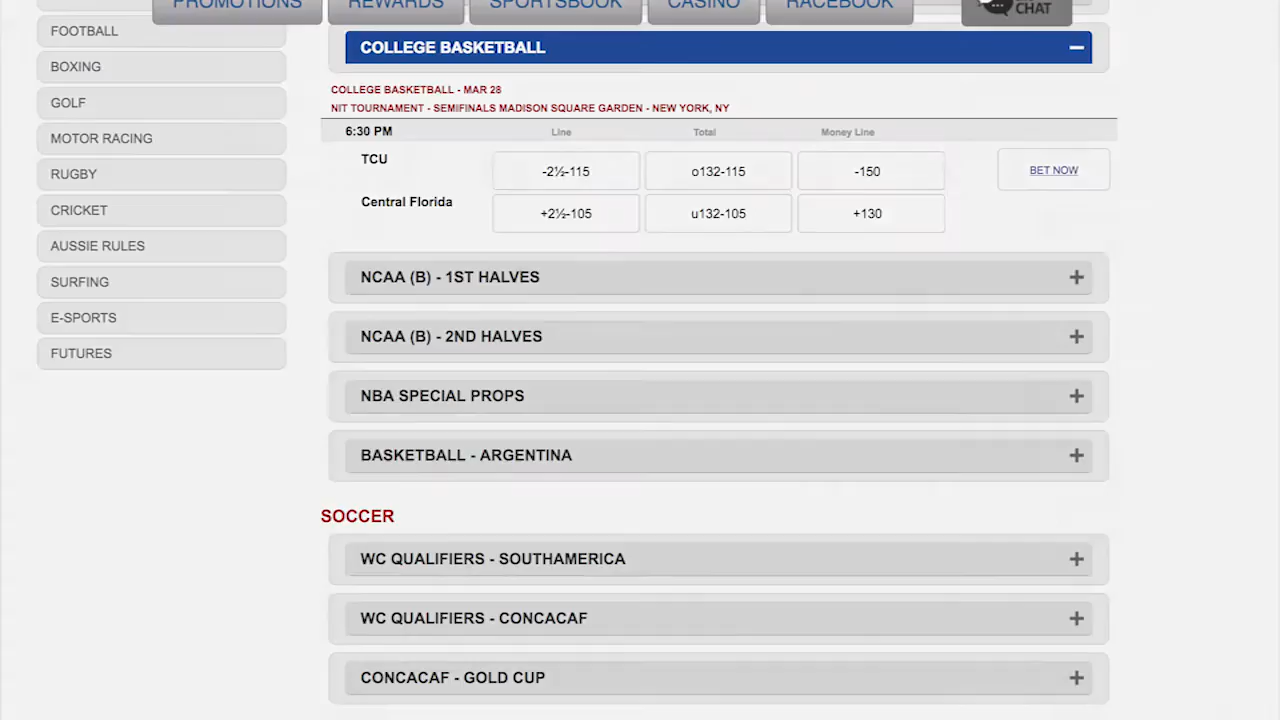 PROMOTIONS
REWARDS
SPORTSBOOK
CASINO
RACEBOOK
CHAT
FOOTBALL
BOXING
GOLF
MOTOR RACING
RUGBY
CRICKET
AUSSIE RULES
SURFING
E-SPORTS
FUTURES
COLLEGE BASKETBALL
COLLEGE BASKETBALL - MAR 28
NIT TOURNAMENT - SEMIFINALS MADISON SQUARE GARDEN - NEW YORK, NY
6:30 PM Line Total Money Line
TCU -2½-115 o132-115 -150 BET NOW
Central Florida +2½-105 u132-105 +130
NCAA (B) - 1ST HALVES
NCAA (B) - 2ND HALVES
NBA SPECIAL PROPS
BASKETBALL - ARGENTINA
SOCCER
WC QUALIFIERS - SOUTHAMERICA
WC QUALIFIERS - CONCACAF
CONCACAF - GOLD CUP